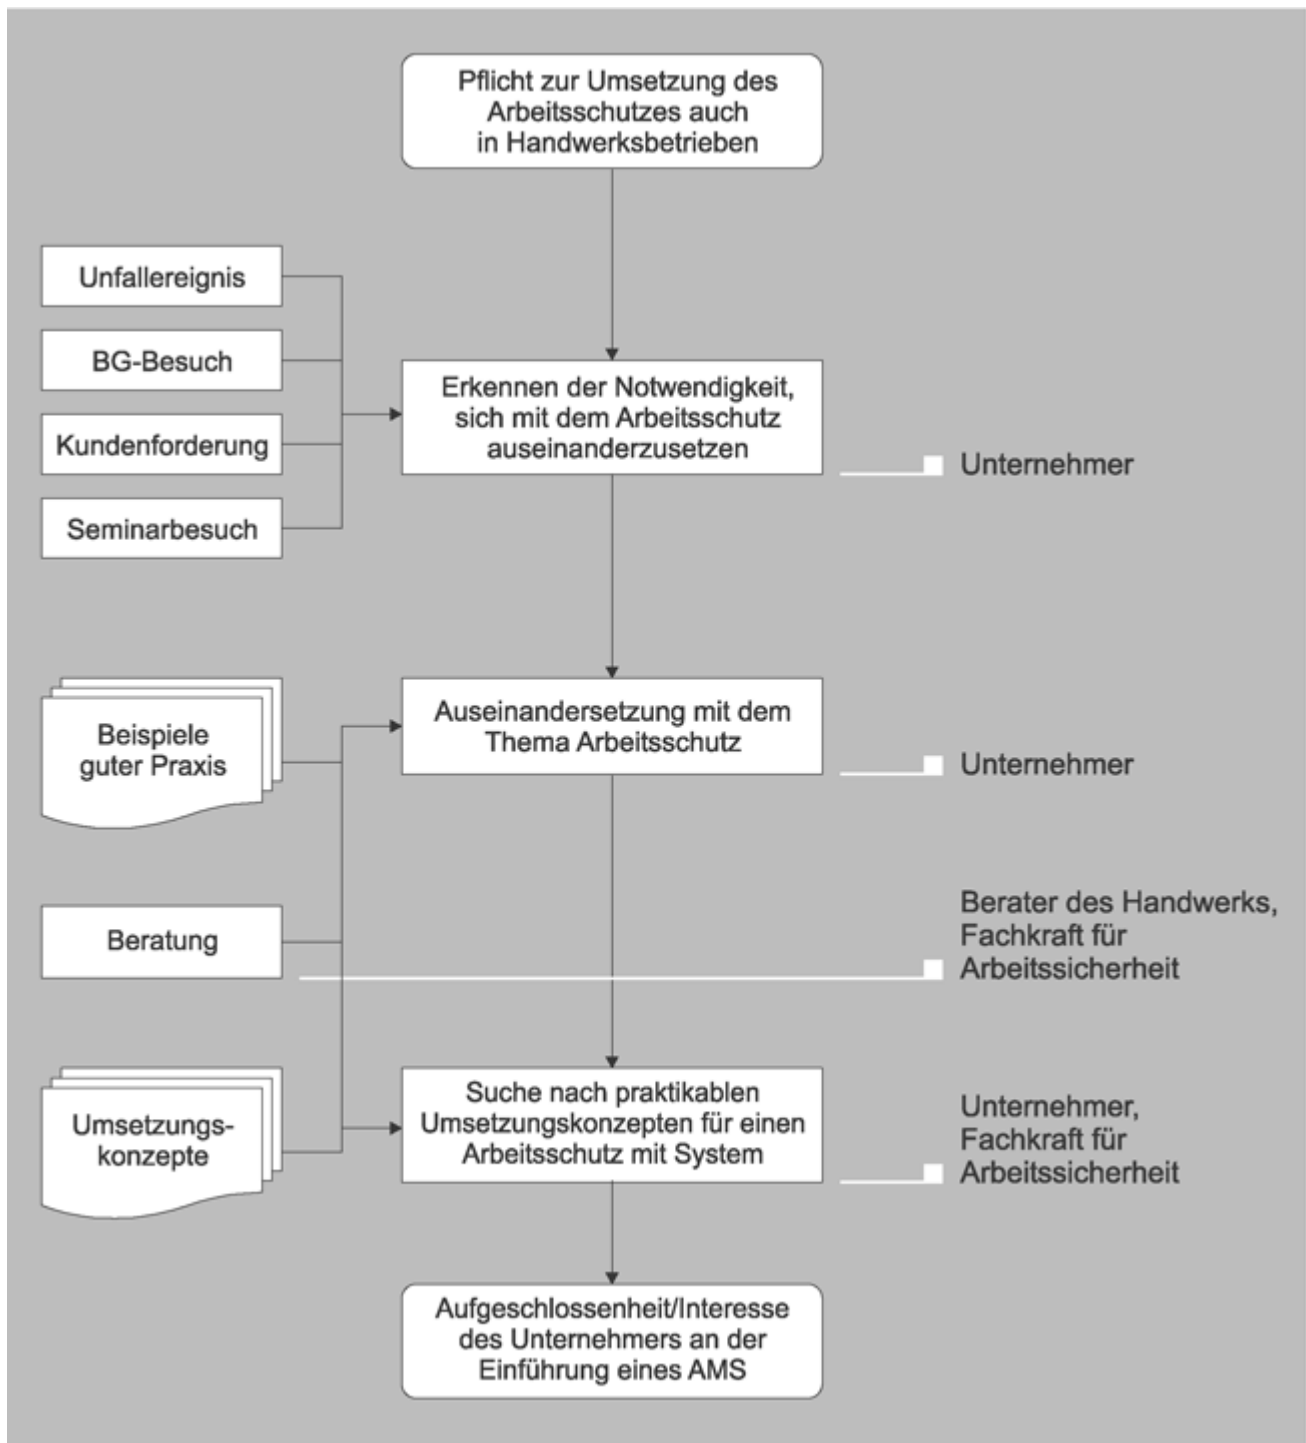 Pflicht zur Umsetzung des
Arbeitsschutzes auch
in Handwerksbetrieben
Unfallereignis
BG-Besuch
Kundenforderung
Seminarbesuch
Erkennen der Notwendigkeit,
sich mit dem Arbeitsschutz
auseinanderzusetzen
Unternehmer
Beispiele
guter Praxis
Auseinandersetzung mit dem
Thema Arbeitsschutz
Unternehmer
Beratung
Berater des Handwerks,
Fachkraft für
Arbeitssicherheit
Umsetzungs-
konzepte
Suche nach praktikablen
Umsetzungskonzepten für einen
Arbeitsschutz mit System
Unternehmer,
Fachkraft für
Arbeitssicherheit
Aufgeschlossenheit/Interesse
des Unternehmers an der
Einführung eines AMS